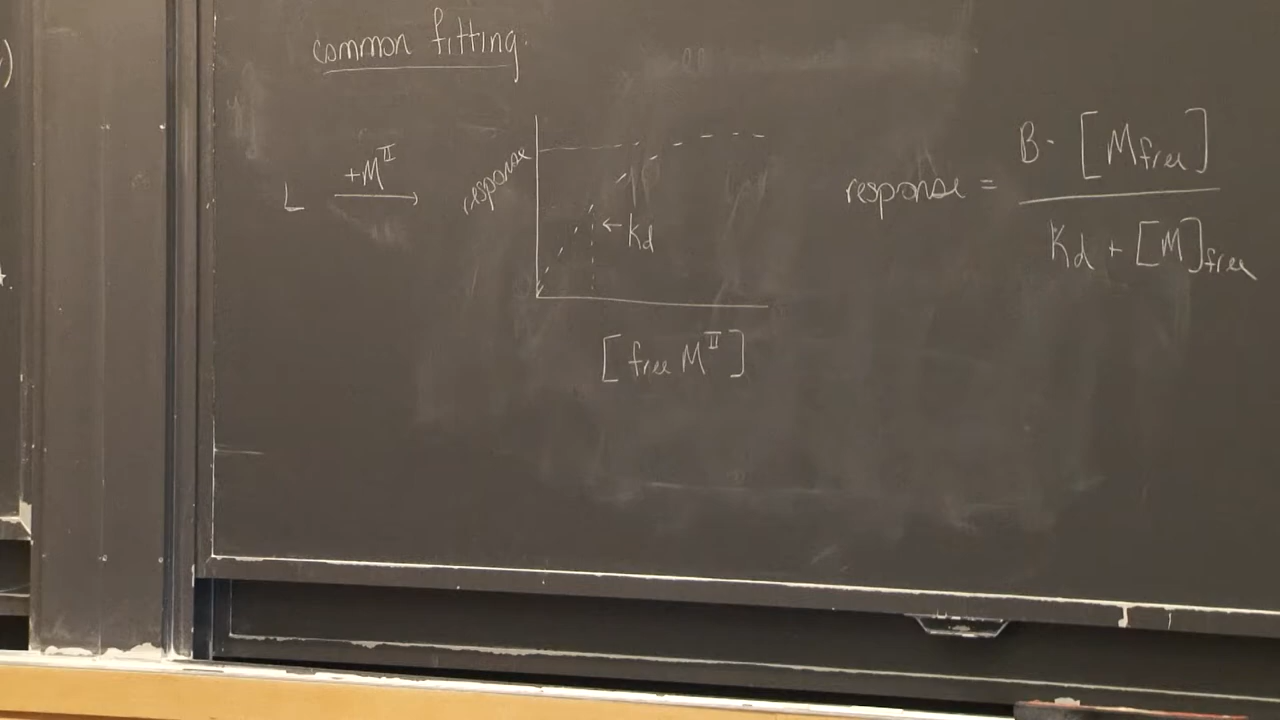 common fitting
L +M^II →
response
← Kd
[free M^II]
response = B · [Mfree]
Kd + [M]free